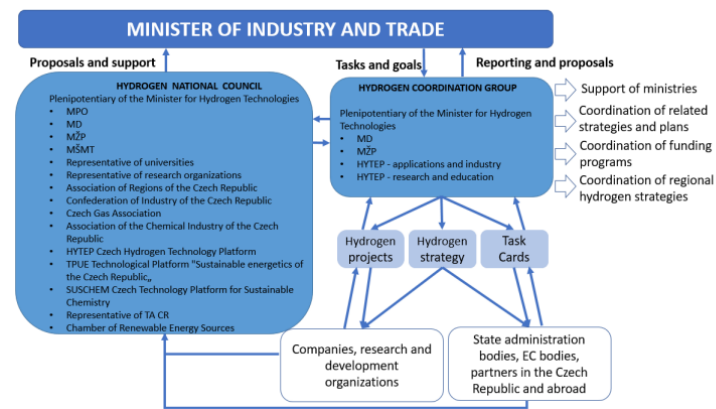 MINISTER OF INDUSTRY AND TRADE
Proposals and support
Tasks and goals
Reporting and proposals
HYDROGEN NATIONAL COUNCIL
Plenipotentiary of the Minister for Hydrogen Technologies
• MPO
• MD
• MŽP
• MŠMT
• Representative of universities
• Representative of research organizations
• Association of Regions of the Czech Republic
• Confederation of Industry of the Czech Republic
• Czech Gas Association
• Association of the Chemical Industry of the Czech
Republic
• HYTEP Czech Hydrogen Technology Platform
• TPUE Technological Platform "Sustainable energetics of
the Czech Republic„
• SUSCHEM Czech Technology Platform for Sustainable
Chemistry
• Representative of TA CR
• Chamber of Renewable Energy Sources
HYDROGEN COORDINATION GROUP
Plenipotentiary of the Minister for Hydrogen
Technologies
• MD
• MŽP
• HYTEP - applications and industry
• HYTEP - research and education
Support of ministries
Coordination of related
strategies and plans
Coordination of funding
programs
Coordination of regional
hydrogen strategies
Hydrogen
projects
Hydrogen
strategy
Task
Cards
Companies, research and
development
organizations
State administration
bodies, EC bodies,
partners in the Czech
Republic and abroad